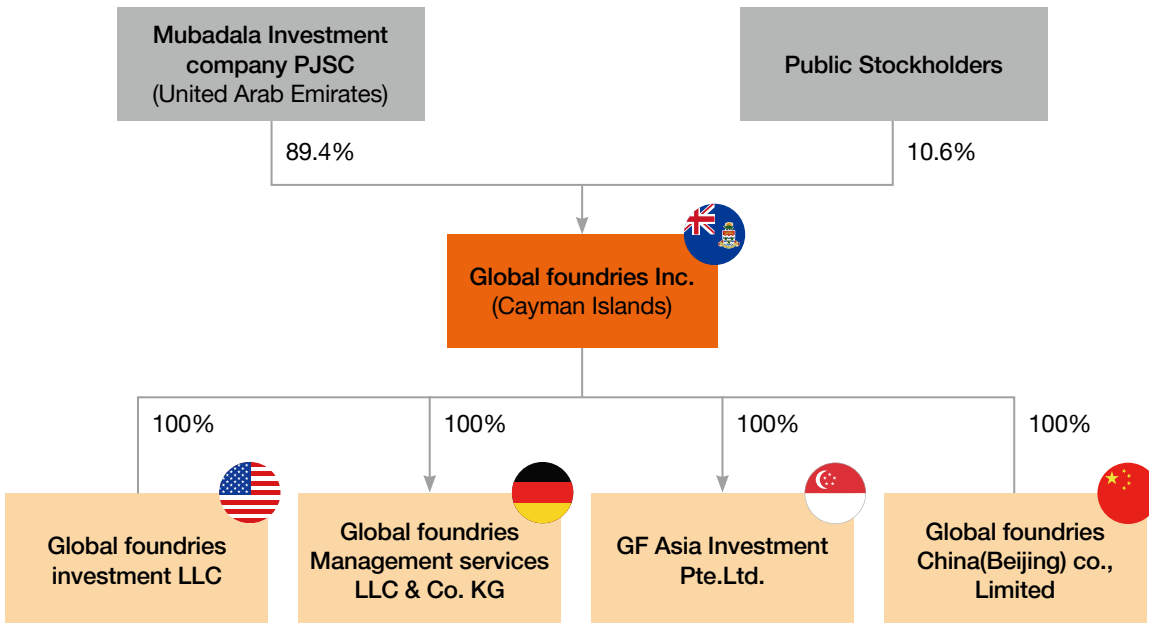 Mubadala Investment
company PJSC
(United Arab Emirates)
Public Stockholders
89.4%
10.6%
Global foundries Inc.
(Cayman Islands)
100%
100%
100%
100%
Global foundries
investment LLC
Global foundries
Management services
LLC & Co. KG
GF Asia Investment
Pte.Ltd.
Global foundries
China(Beijing) co.,
Limited